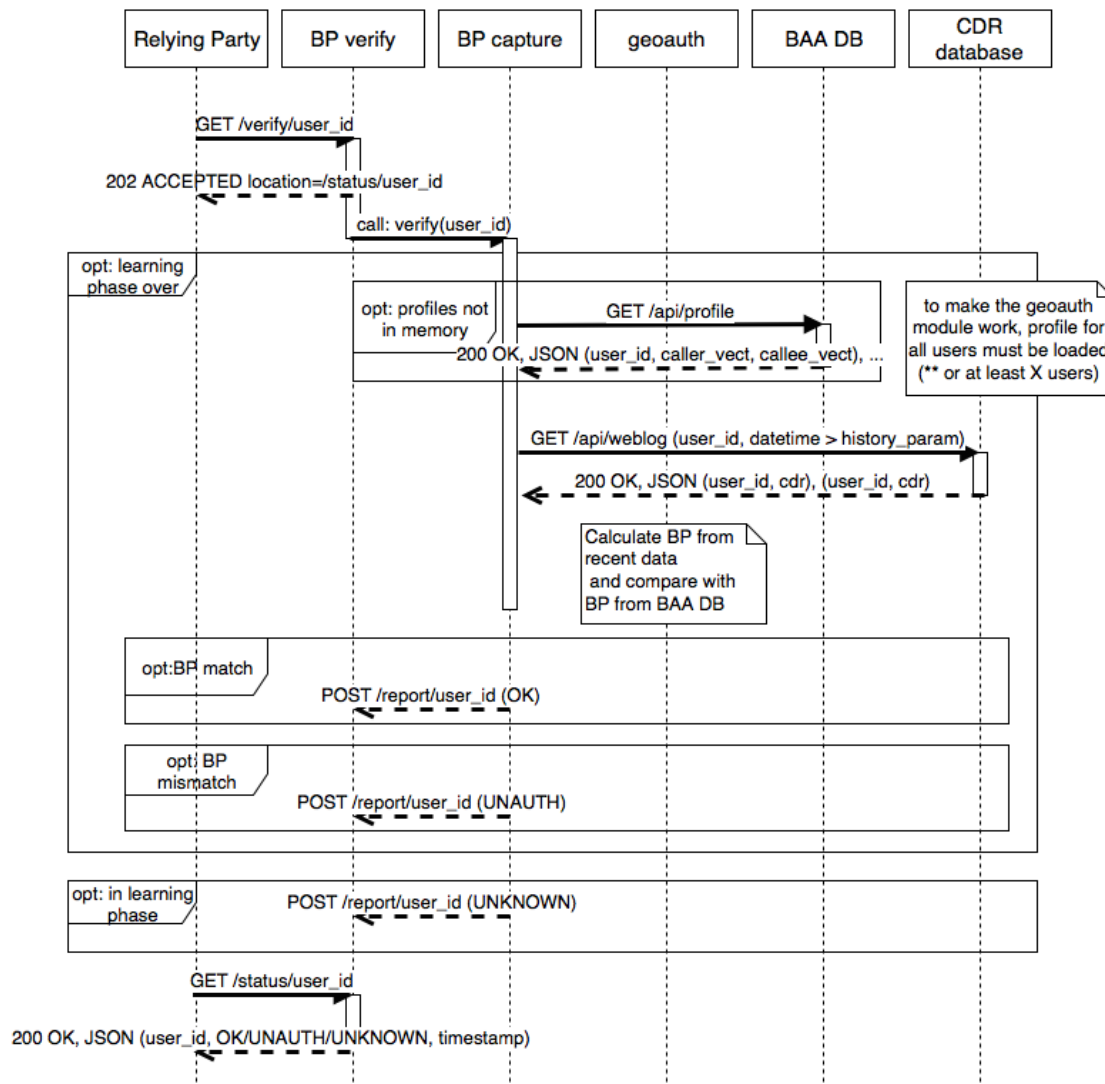 Relying Party
BP verify
BP capture
geoauth
BAA DB
CDR
database
GET /verify/user_id
202 ACCEPTED location=/status/user_id
call: verify(user_id)
opt: learning
phase over
opt: profiles not
in memory
GET /api/profile
200 OK, JSON (user_id, caller_vect, callee_vect), ...
to make the geoauth
module work, profile for
all users must be loaded
(** or at least X users)
GET /api/weblog (user_id, datetime > history_param)
200 OK, JSON (user_id, cdr), (user_id, cdr)
Calculate BP from
recent data
and compare with
BP from BAA DB
opt:BP match
POST /report/user_id (OK)
opt: BP
mismatch
POST /report/user_id (UNAUTH)
opt: in learning
phase
POST /report/user_id (UNKNOWN)
GET /status/user_id
200 OK, JSON (user_id, OK/UNAUTH/UNKNOWN, timestamp)